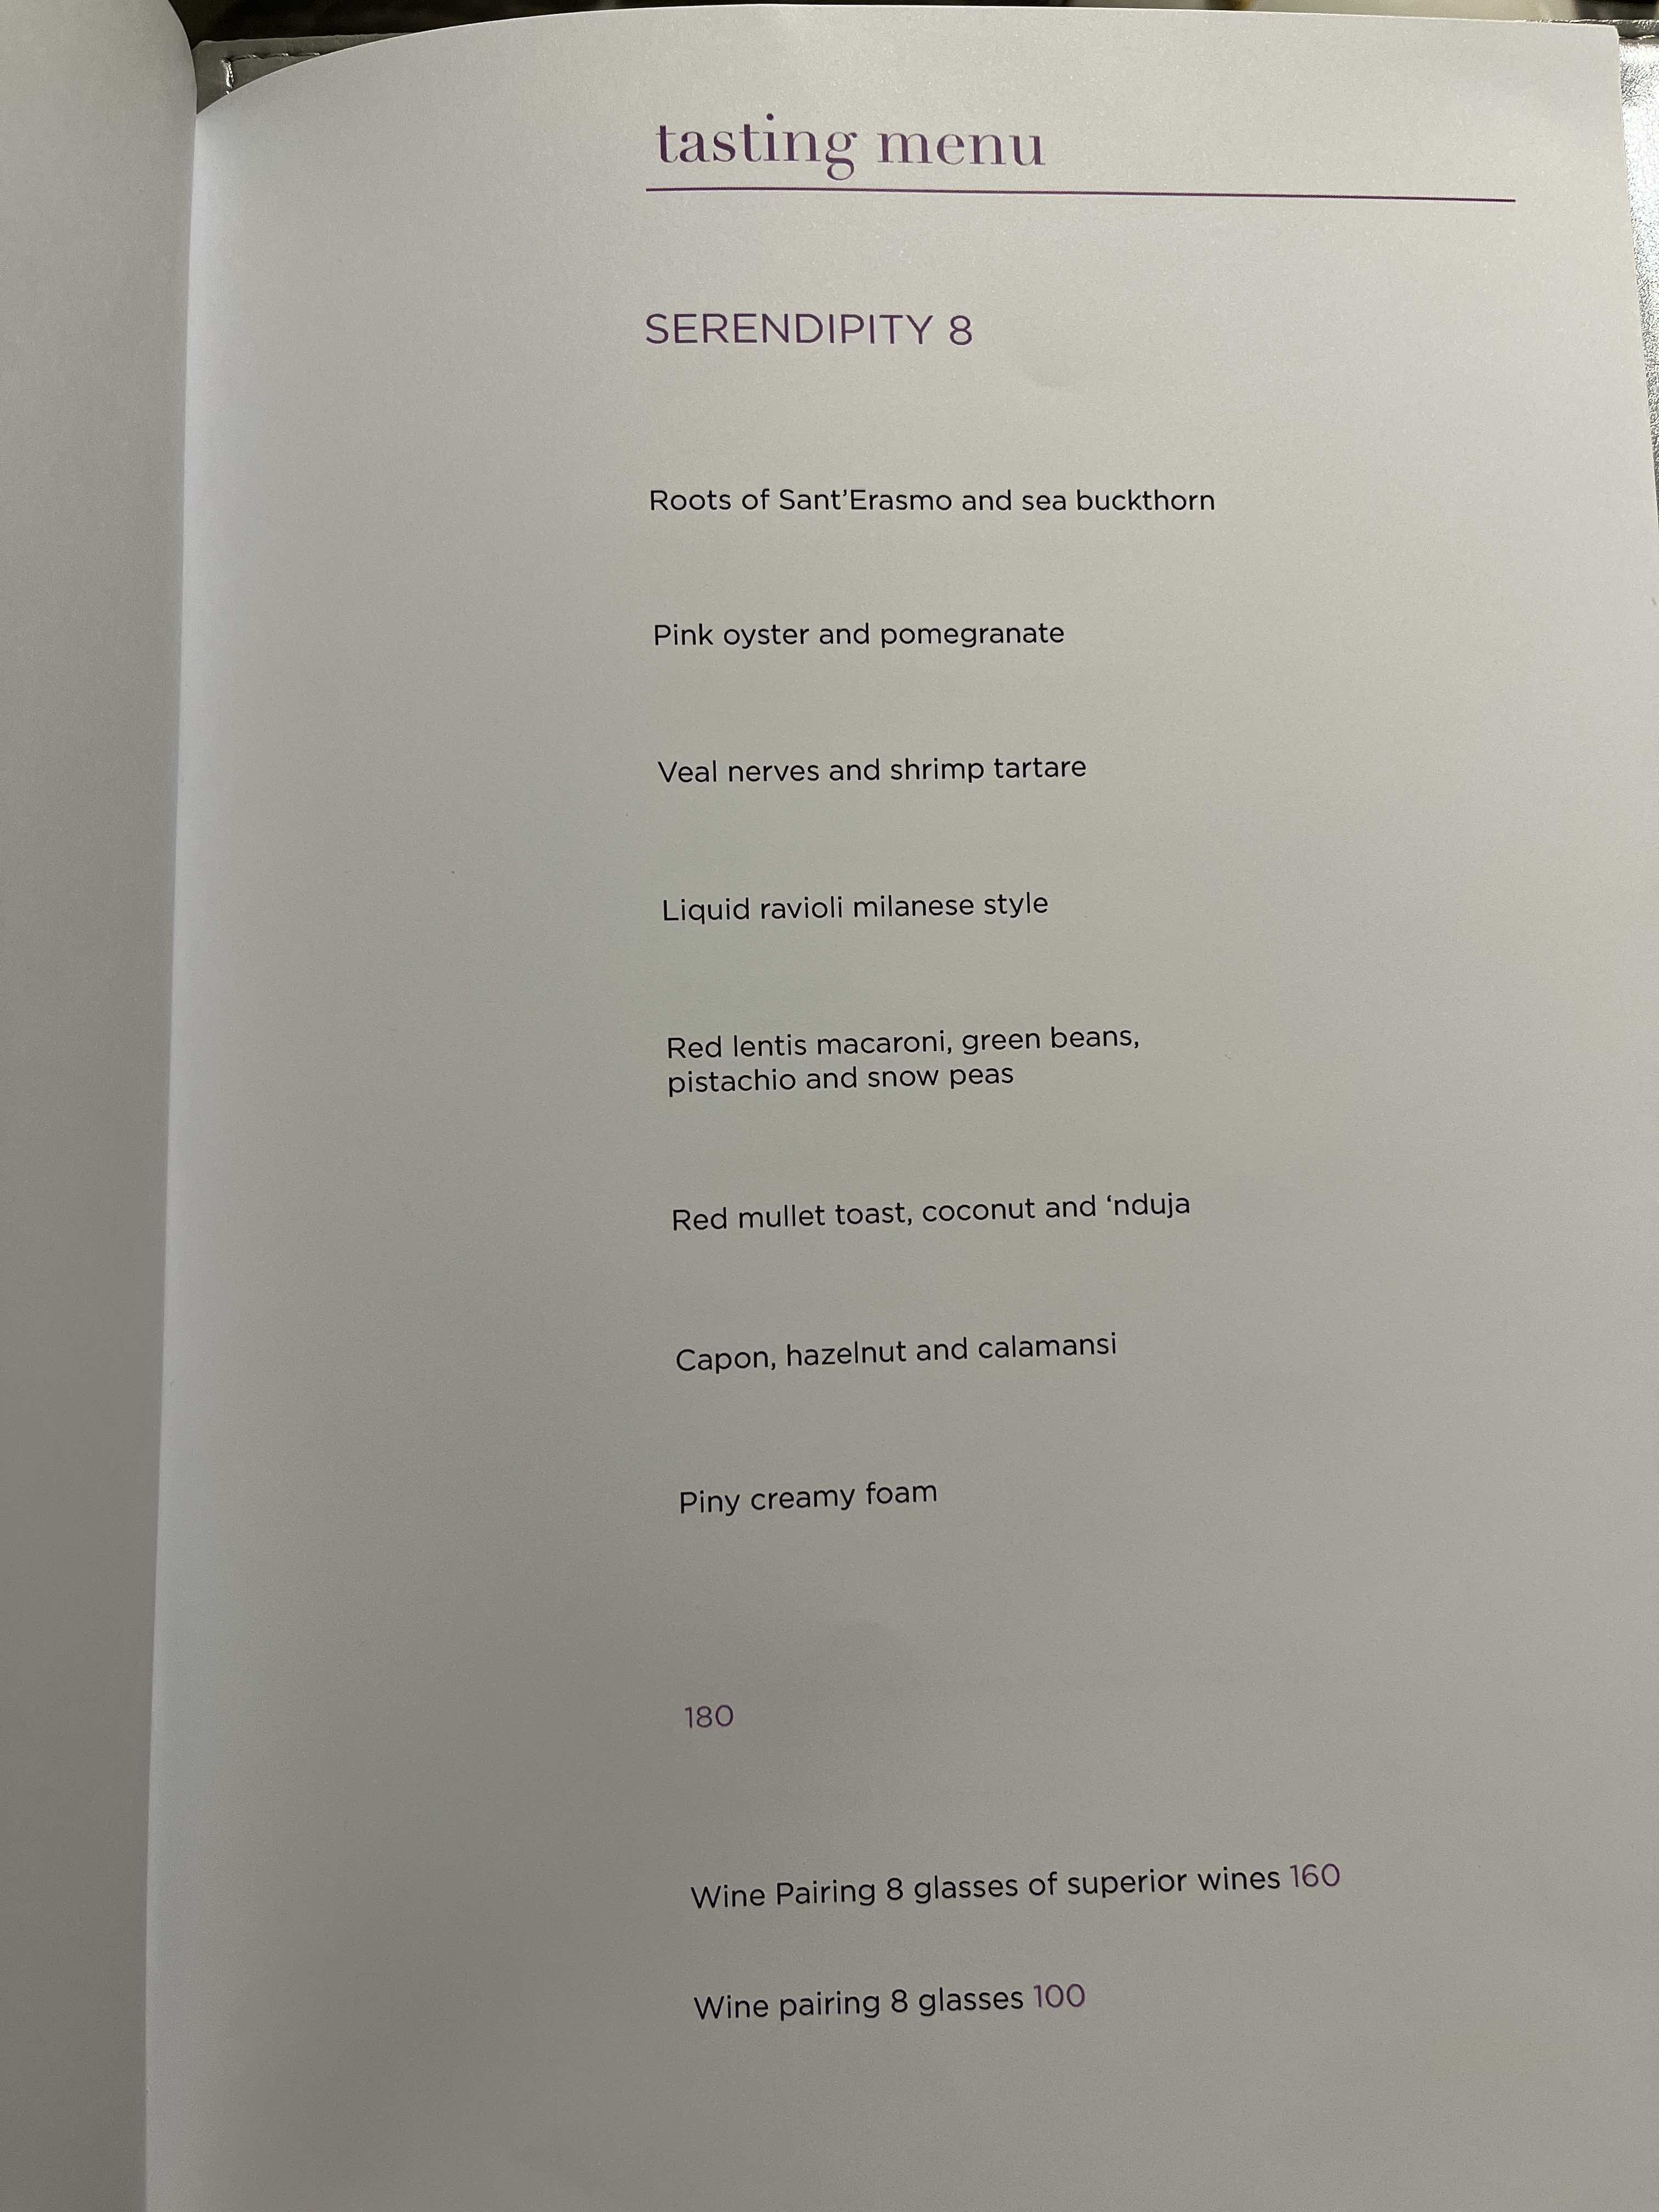 tasting menu
SERENDIPITY 8
Roots of Sant’Erasmo and sea buckthorn
Pink oyster and pomegranate
Veal nerves and shrimp tartare
Liquid ravioli milanese style
Red lentis macaroni, green beans,
pistachio and snow peas
Red mullet toast, coconut and ‘nduja
Capon, hazelnut and calamansi
Piny creamy foam
180
Wine Pairing 8 glasses of superior wines 160
Wine pairing 8 glasses 100